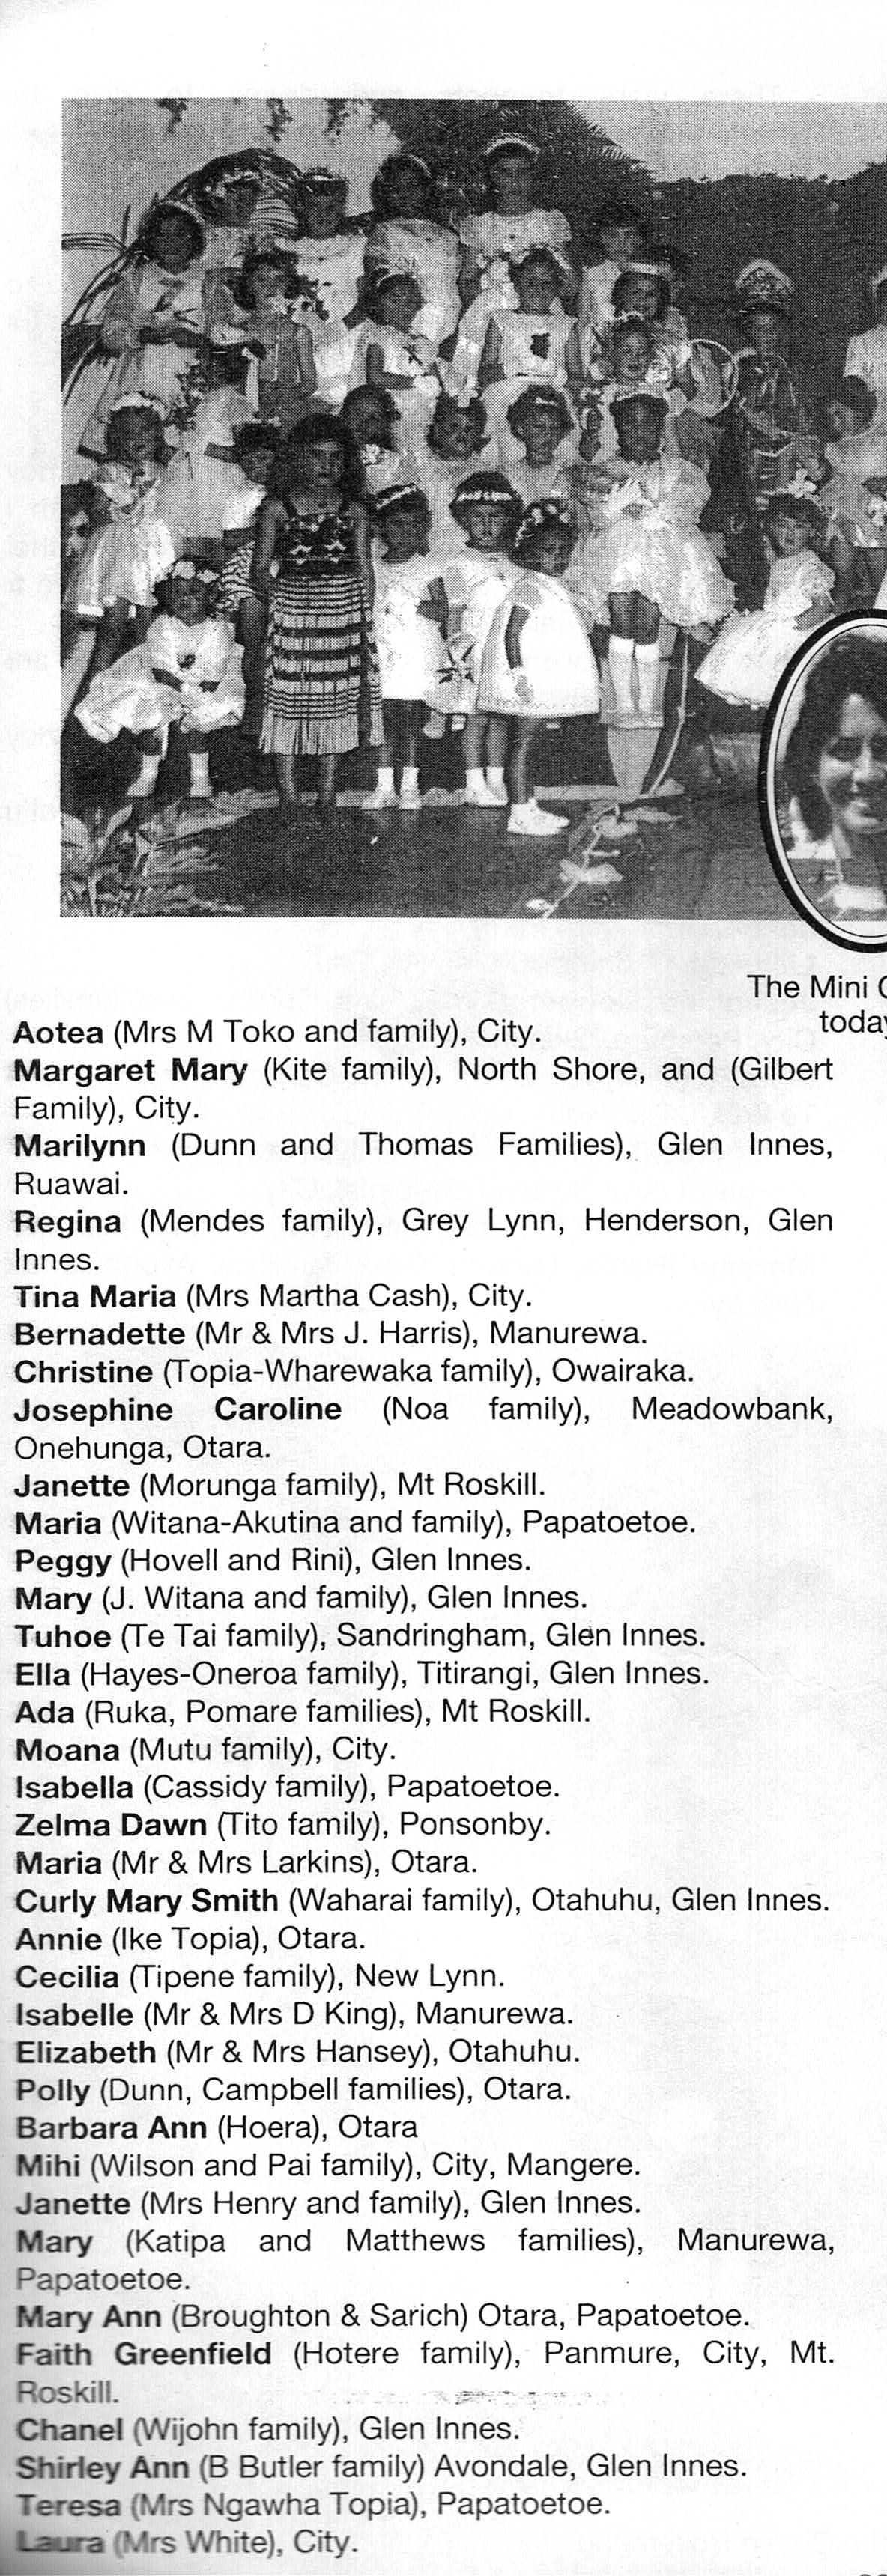 The Mini
today
Aotea (Mrs M Toko and family), City.
Margaret Mary (Kite family), North Shore, and (Gilbert
Family), City.
Marilynn (Dunn and Thomas Families), Glen Innes,
Ruawai.
Regina (Mendes family), Grey Lynn, Henderson, Glen
Innes.
Tina Maria (Mrs Martha Cash), City.
Bernadette (Mr & Mrs J. Harris), Manurewa.
Christine (Topia-Wharewaka family), Owairaka.
Josephine Caroline (Noa family), Meadowbank,
Onehunga, Otara.
Janette (Morunga family), Mt Roskill.
Maria (Witana-Akutina and family), Papatoetoe.
Peggy (Hovell and Rini), Glen Innes.
Mary (J. Witana and family), Glen Innes.
Tuhoe (Te Tai family), Sandringham, Glen Innes.
Ella (Hayes-Oneroa family), Titirangi, Glen Innes.
Ada (Ruka, Pomare families), Mt Roskill.
Moana (Mutu family), City.
Isabella (Cassidy family), Papatoetoe.
Zelma Dawn (Tito family), Ponsonby.
Maria (Mr & Mrs Larkins), Otara.
Curly Mary Smith (Waharai family), Otahuhu, Glen Innes.
Annie (Ike Topia), Otara.
Cecilia (Tipene family), New Lynn.
Isabelle (Mr & Mrs D King), Manurewa.
Elizabeth (Mr & Mrs Hansey), Otahuhu.
Polly (Dunn, Campbell families), Otara.
Barbara Ann (Hoera), Otara
Mihi (Wilson and Pai family), City, Mangere.
Janette (Mrs Henry and family), Glen Innes.
Mary (Katipa and Matthews families), Manurewa,
Papatoetoe.
Mary Ann (Broughton & Sarich) Otara, Papatoetoe.
Faith Greenfield (Hotere family), Panmure, City, Mt.
Roskill.
Chanel (Wijohn family), Glen Innes.
Shirley Ann (B Butler family) Avondale, Glen Innes.
Teresa (Mrs Ngawha Topia), Papatoetoe.
Laura (Mrs White), City.